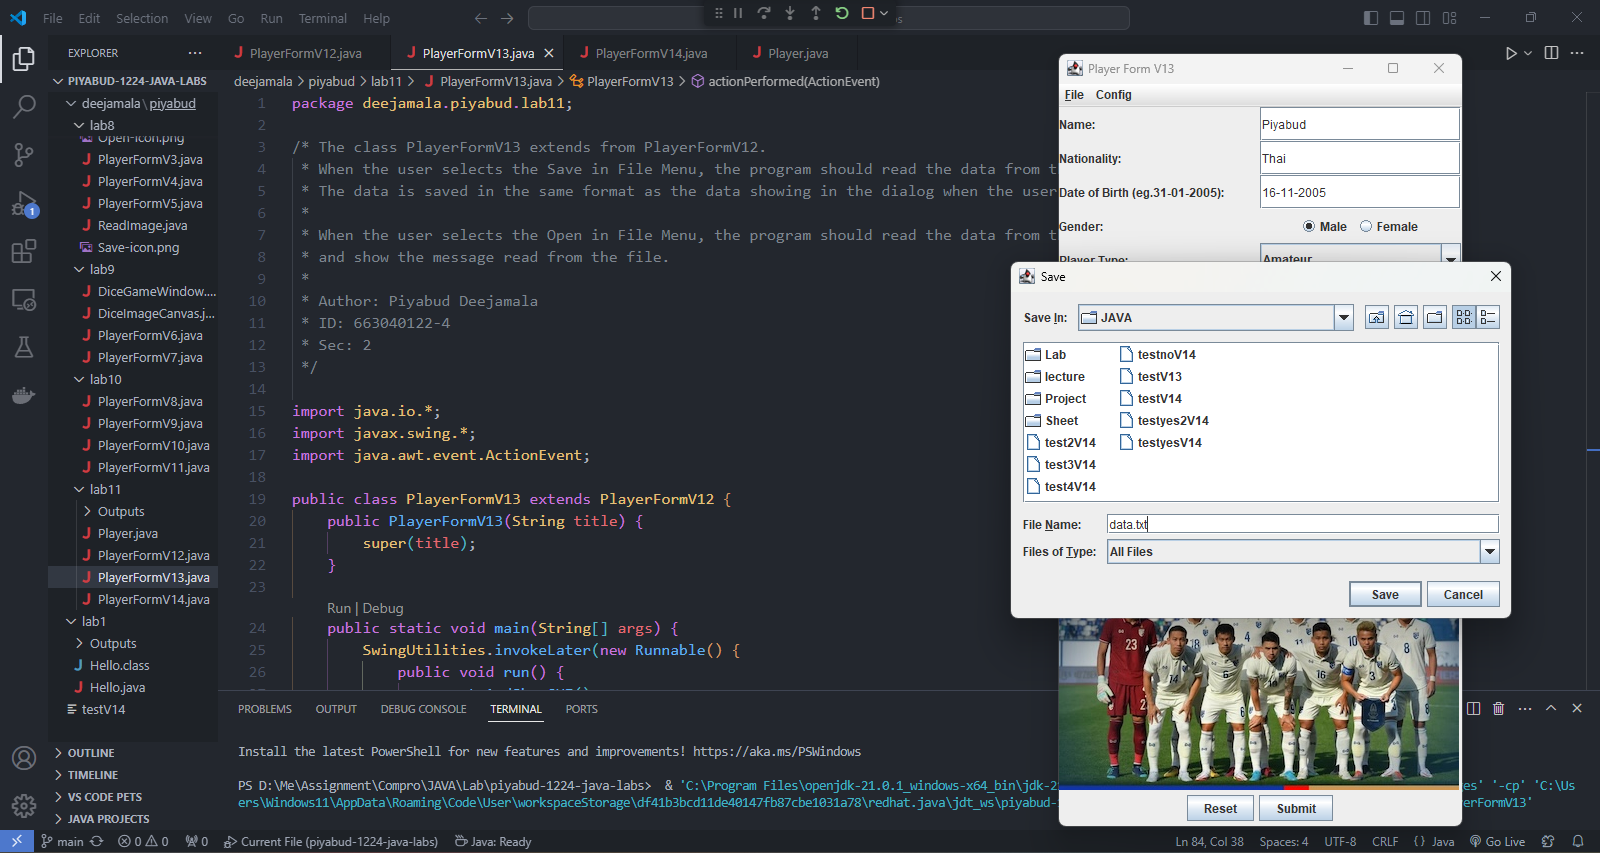 File Edit Selection View Go Run Terminal Help
EXPLORER
PIYABUD-1224-JAVA-LABS
deejamala\piyabud
lab8
Open-icon.png
PlayerFormV3.java
PlayerFormV4.java
PlayerFormV5.java
ReadImage.java
Save-icon.png
lab9
DiceGameWindow....
DiceImageCanvas.j...
PlayerFormV6.java
PlayerFormV7.java
lab10
PlayerFormV8.java
PlayerFormV9.java
PlayerFormV10.java
PlayerFormV11.java
lab11
Outputs
Player.java
PlayerFormV12.java
PlayerFormV13.java
PlayerFormV14.java
lab1
Outputs
Hello.class
Hello.java
testV14
OUTLINE
TIMELINE
VS CODE PETS
JAVA PROJECTS
1
PlayerFormV12.java PlayerFormV13.java PlayerFormV14.java Player.java
deejamala > piyabud > lab11 > PlayerFormV13.java > PlayerFormV13 > actionPerformed(ActionEvent)
1 package deejamala.piyabud.lab11;
2
3 /* The class PlayerFormV13 extends from PlayerFormV12.
4 * When the user selects the Save in File Menu, the program should read the data from t
5 * The data is saved in the same format as the data showing in the dialog when the user
6 *
7 * When the user selects the Open in File Menu, the program should read the data from t
8 * and show the message read from the file.
9 *
10 * Author: Piyabud Deejamala
11 * ID: 663040122-4
12 * Sec: 2
13 */
14
15 import java.io.*;
16 import javax.swing.*;
17 import java.awt.event.ActionEvent;
18
19 public class PlayerFormV13 extends PlayerFormV12 {
20 public PlayerFormV13(String title) {
21 super(title);
22 }
23
Run | Debug
24 public static void main(String[] args) {
25 SwingUtilities.invokeLater(new Runnable() {
26 public void run() {
PROBLEMS OUTPUT DEBUG CONSOLE TERMINAL PORTS
Install the latest PowerShell for new features and improvements! https://aka.ms/PSWindows
PS D:\Me\Assignment\Compro\JAVA\Lab\piyabud-1224-java-labs> & 'C:\Program Files\openjdk-21.0.1_windows-x64_bin\jdk-2 es' '-cp' 'C:\Us
ers\Windows11\AppData\Roaming\Code\User\workspaceStorage\df41b3bcd11de40147fb87cbe1031a78\redhat.java\jdt_ws\piyabud- erFormV13'
main 0 0 0 Current File (piyabud-1224-java-labs) Java: Ready Ln 84, Col 38 Spaces: 4 UTF-8 CRLF {} Java Go Live
Player Form V13
File Config
Name: Piyabud
Nationality: Thai
Date of Birth (eg.31-01-2005): 16-11-2005
Gender: Male Female
Player Type: Amateur
Save
Save In: JAVA
Lab
lecture
Project
Sheet
test2V14
test3V14
test4V14
testnoV14
testV13
testV14
testyes2V14
testyesV14
File Name: data.txt
Files of Type: All Files
Save Cancel
23
14
6
4
16
3
9
Reset Submit